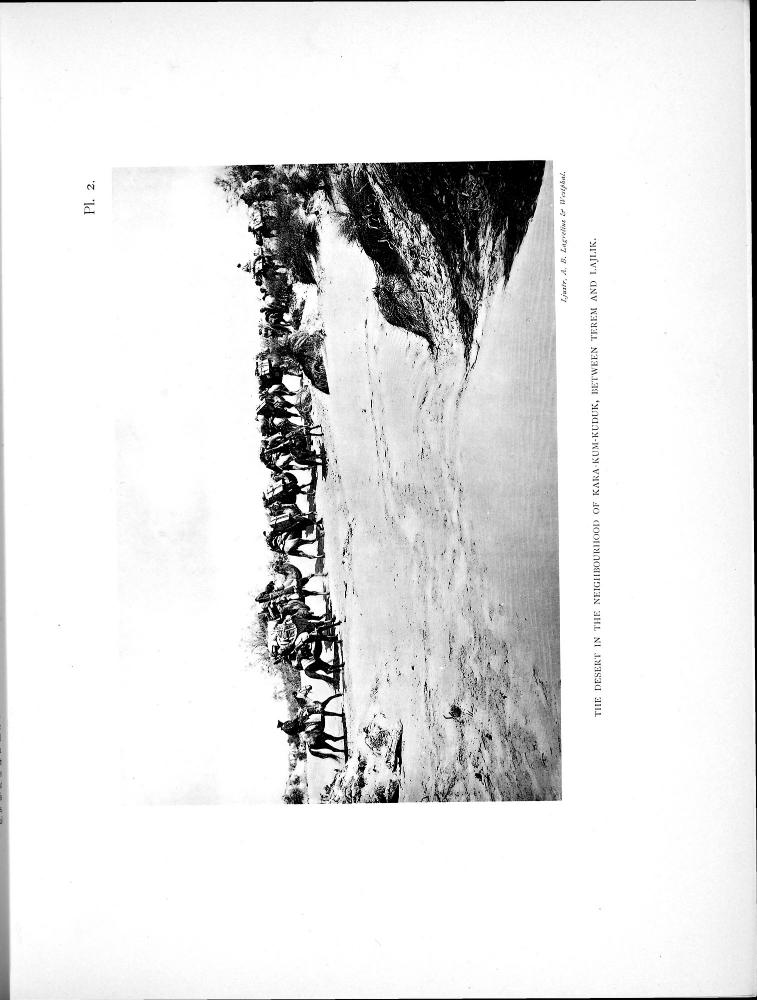 Pl. 2.
Ljustr. A. B. Lagrelius & Westphal.
THE DESERT IN THE NEIGHBOURHOOD OF KARA-KUM-KUDUK, BETWEEN TEREM AND LAJLIK.